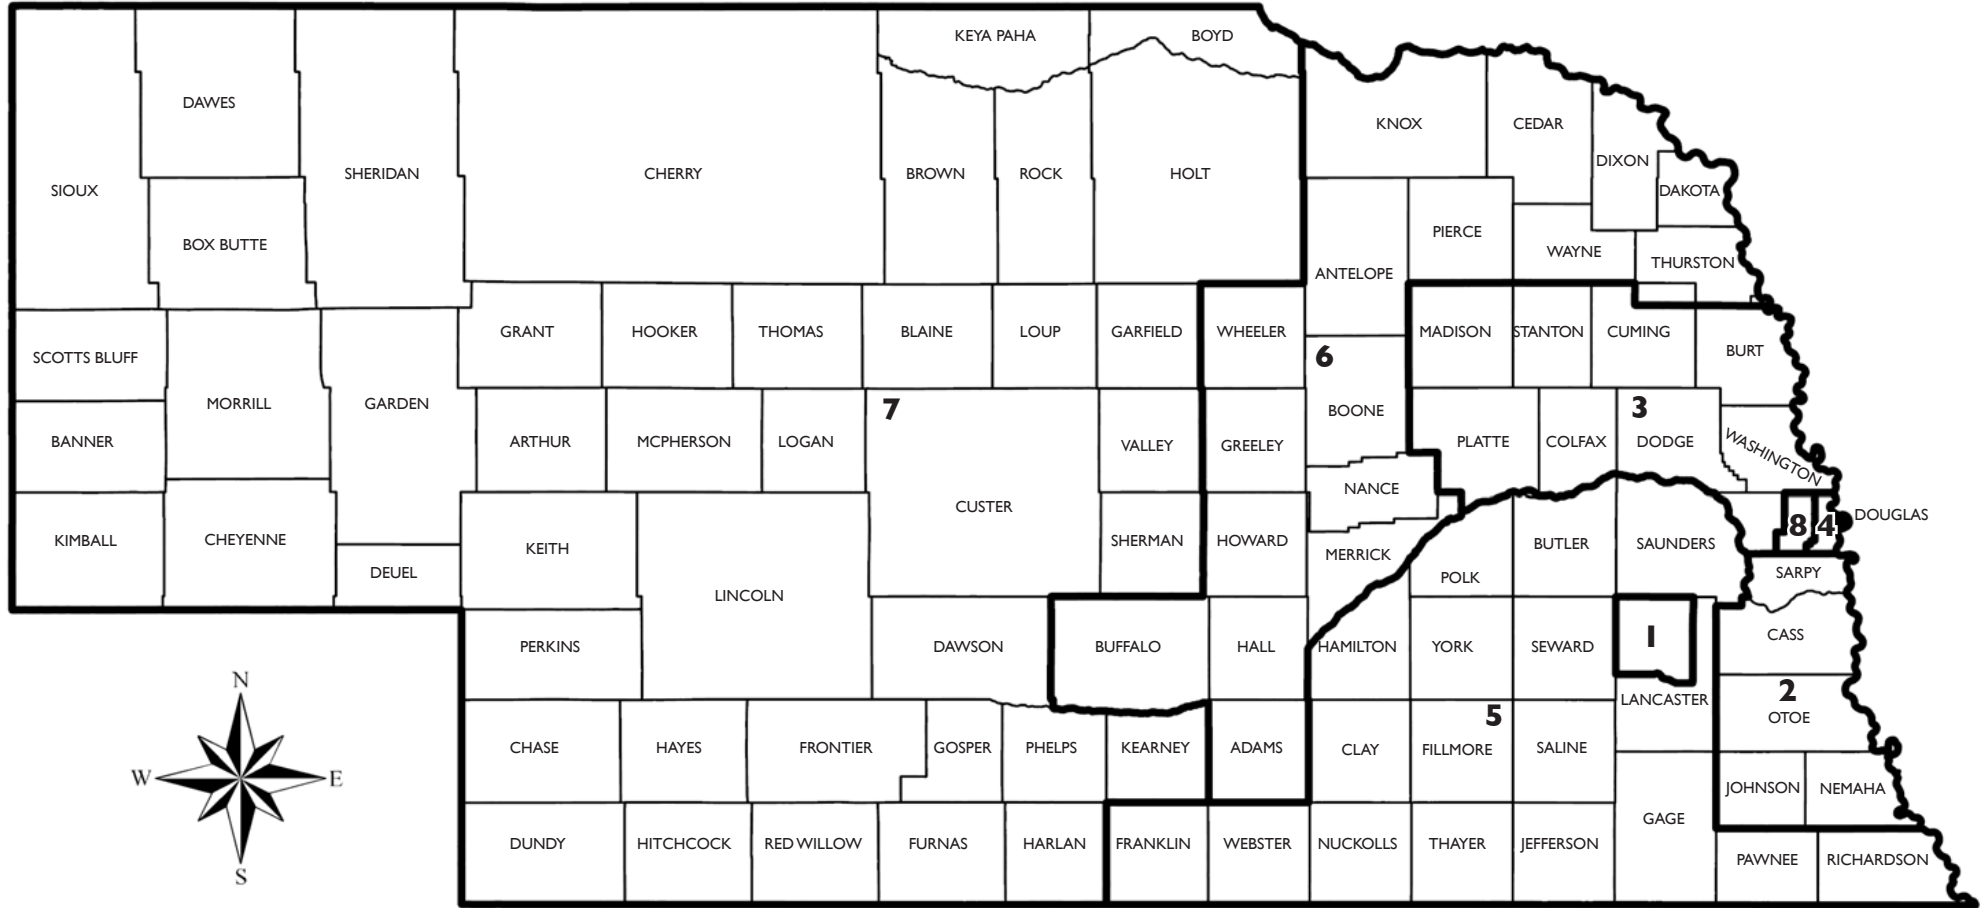 KEYA PAHA
BOYD
DAWES
KNOX
CEDAR
DIXON
SIOUX
SHERIDAN
CHERRY
BROWN
ROCK
HOLT
DAKOTA
BOX BUTTE
PIERCE
WAYNE
ANTELOPE
THURSTON
GRANT
HOOKER
THOMAS
BLAINE
LOUP
GARFIELD
WHEELER
MADISON
STANTON
CUMING
SCOTTS BLUFF
6
BURT
MORRILL
GARDEN
7
BOONE
3
BANNER
ARTHUR
MCPHERSON
LOGAN
VALLEY
GREELEY
PLATTE
COLFAX
DODGE
WASHINGTON
NANCE
CUSTER
KIMBALL
CHEYENNE
KEITH
SHERMAN
HOWARD
MERRICK
BUTLER
SAUNDERS
8
4
DOUGLAS
DEUEL
LINCOLN
POLK
SARPY
PERKINS
DAWSON
BUFFALO
HALL
HAMILTON
YORK
SEWARD
1
CASS
N
LANCASTER
2
OTOE
5
CHASE
HAYES
FRONTIER
GOSPER
PHELPS
KEARNEY
ADAMS
CLAY
FILLMORE
SALINE
W
E
JOHNSON
NEMAHA
GAGE
DUNDY
HITCHCOCK
RED WILLOW
FURNAS
HARLAN
FRANKLIN
WEBSTER
NUCKOLLS
THAYER
JEFFERSON
PAWNEE
RICHARDSON
S